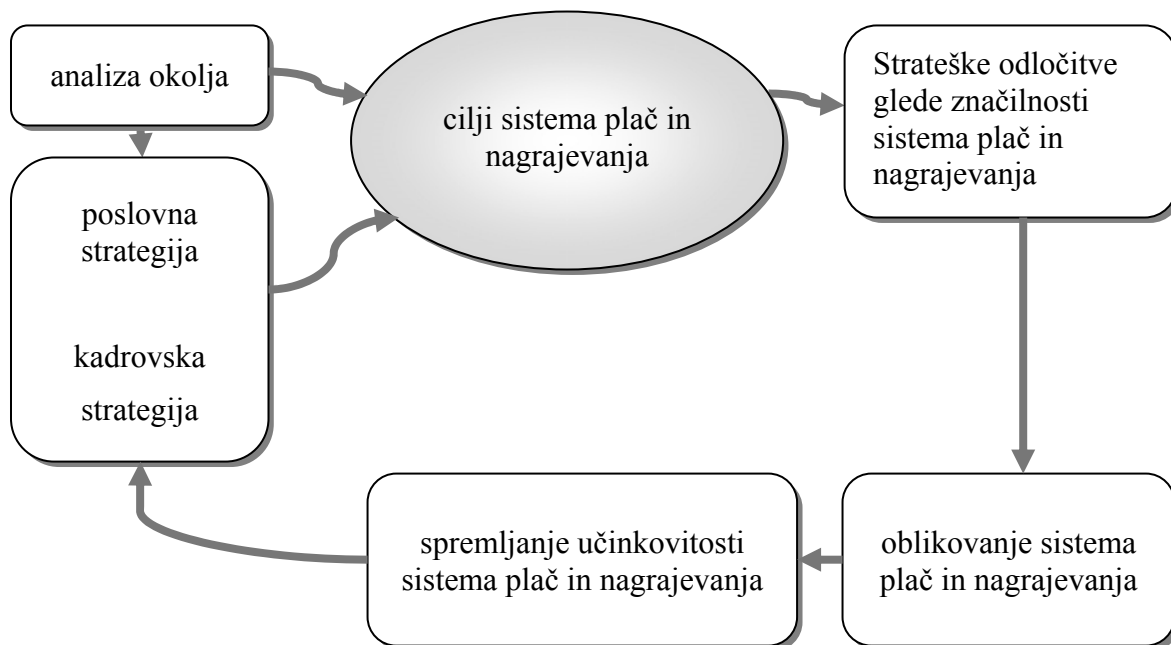 analiza okolja
cilji sistema plač in
nagrajevanja
Strateške odločitve
glede značilnosti
sistema plač in
nagrajevanja
poslovna
strategija
kadrovska
strategija
spremljanje učinkovitosti
sistema plač in nagrajevanja
oblikovanje sistema
plač in nagrajevanja